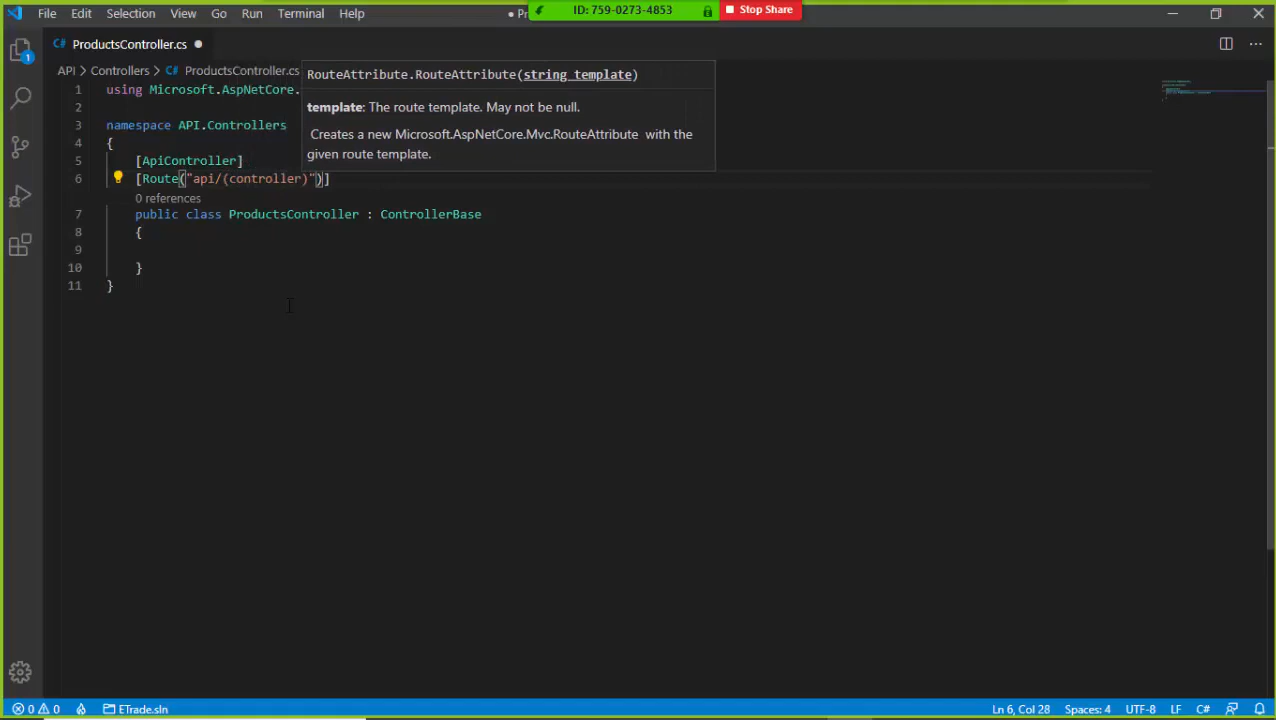 File Edit Selection View Go Run Terminal Help
● Pr
ID: 759-0273-4853
Stop Share
1
ProductsController.cs ●
API > Controllers > ProductsController.cs
RouteAttribute.RouteAttribute(string template)
template: The route template. May not be null.
Creates a new Microsoft.AspNetCore.Mvc.RouteAttribute with the
given route template.
1 using Microsoft.AspNetCore.
2
3 namespace API.Controllers
4 {
5 [ApiController]
6 [Route("api/(controller)")]
0 references
7 public class ProductsController : ControllerBase
8 {
9
10 }
11 }
0 0 ETrade.sln Ln 6, Col 28 Spaces: 4 UTF-8 LF C#